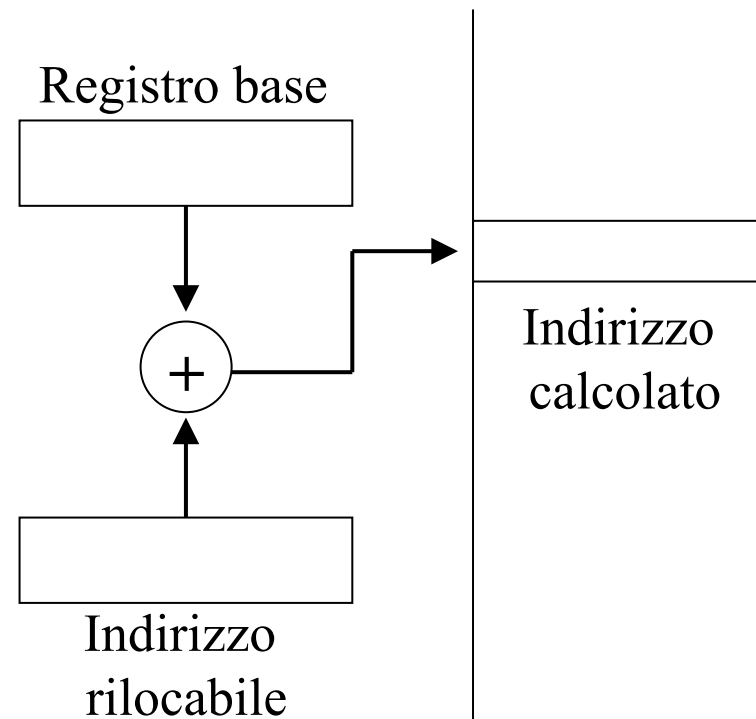 Registro base
+
Indirizzo
rilocabile
Indirizzo
calcolato